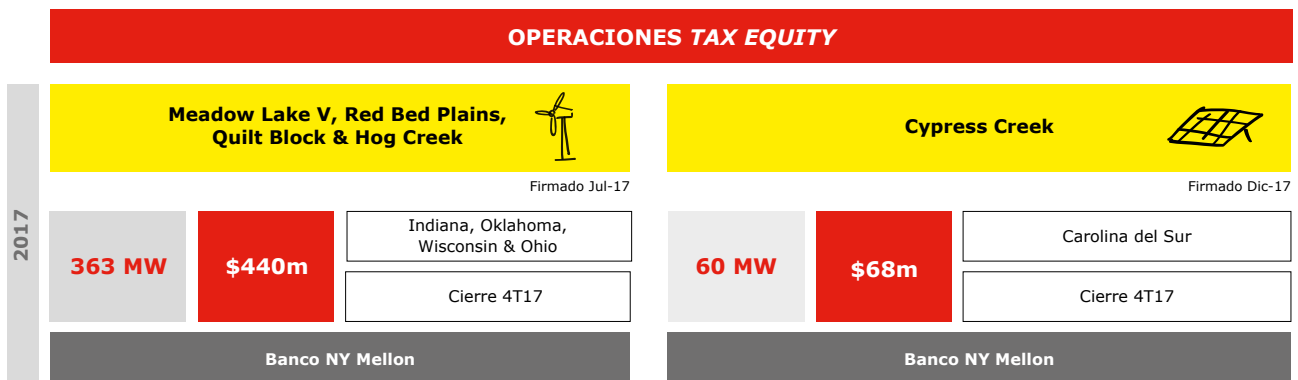 OPERACIONES TAX EQUITY
2017
Meadow Lake V, Red Bed Plains,
Quilt Block & Hog Creek
Firmado Jul-17
363 MW
$440m
Indiana, Oklahoma,
Wisconsin & Ohio
Cierre 4T17
Banco NY Mellon
Cypress Creek
Firmado Dic-17
60 MW
$68m
Carolina del Sur
Cierre 4T17
Banco NY Mellon